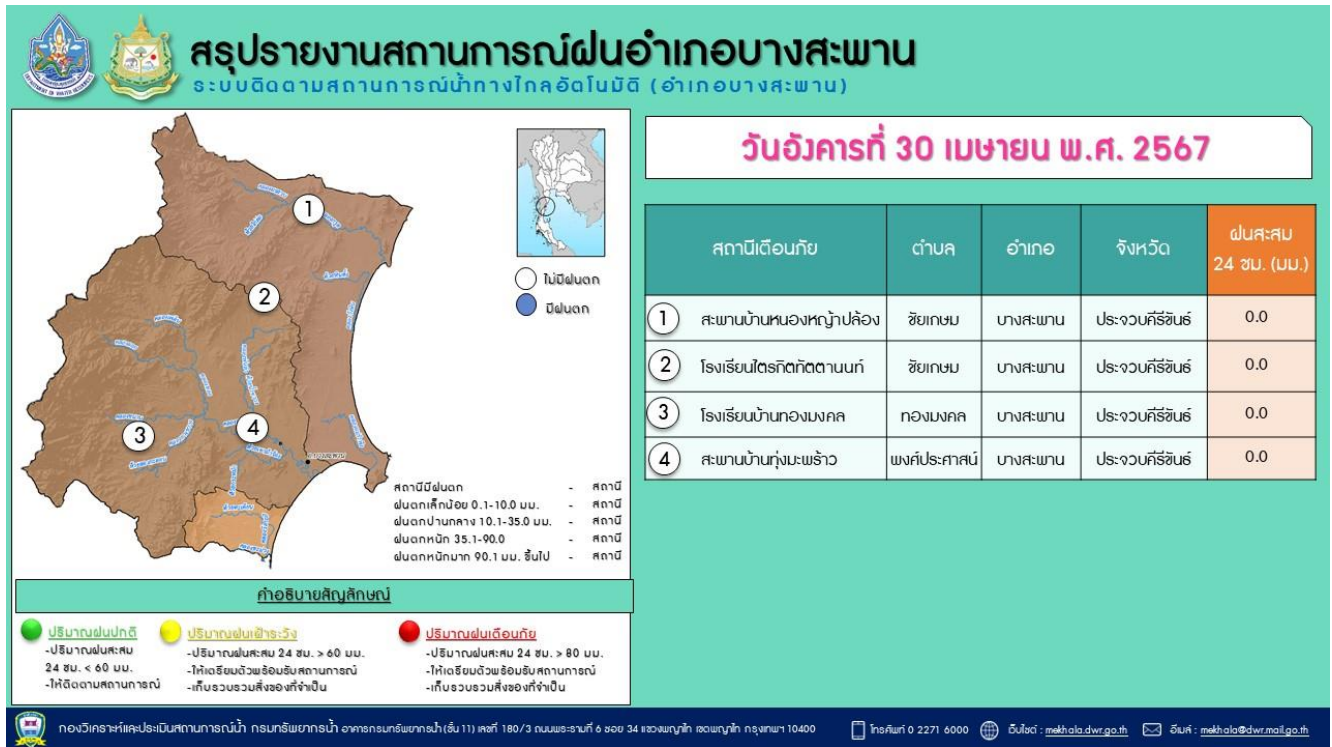 สรุปรายงานสถานการณ์ฝนอำเภอบางสะพาน
ระบบติดตามสถานการณ์น้ำทางไกลอัตโนมัติ (อำเภอบางสะพาน)
วันอังคารที่ 30 เมษายน พ.ศ. 2567
1
2
3
4
ไม่มีฝนตก
มีฝนตก
สถานีมีฝนตก - สถานี
ฝนตกเล็กน้อย 0.1-10.0 มม. - สถานี
ฝนตกปานกลาง 10.1-35.0 มม. - สถานี
ฝนตกหนัก 35.1-90.0 - สถานี
ฝนตกหนักมาก 90.1 มม. ขึ้นไป - สถานี
สถานีเตือนภัย ตำบล อำเภอ จังหวัด ฝนสะสม 24 ชม. (มม.)
1 สะพานบ้านหนองหญ้าปล้อง ชัยเกษม บางสะพาน ประจวบคีรีขันธ์ 0.0
2 โรงเรียนไตรกิตทัตตานนท์ ชัยเกษม บางสะพาน ประจวบคีรีขันธ์ 0.0
3 โรงเรียนบ้านทองมงคล ทองมงคล บางสะพาน ประจวบคีรีขันธ์ 0.0
4 สะพานบ้านทุ่งมะพร้าว พงศ์ประศาสน์ บางสะพาน ประจวบคีรีขันธ์ 0.0
คำอธิบายสัญลักษณ์
ปริมาณฝนปกติ
-ปริมาณฝนสะสม
24 ชม. < 60 มม.
-ให้ติดตามสถานการณ์
ปริมาณฝนเฝ้าระวัง
-ปริมาณฝนสะสม 24 ชม. > 60 มม.
-ให้เตรียมตัวพร้อมรับสถานการณ์
-เก็บรวบรวมสิ่งของที่จำเป็น
ปริมาณฝนเตือนภัย
-ปริมาณฝนสะสม 24 ชม. > 80 มม.
-ให้เตรียมตัวพร้อมรับสถานการณ์
-เก็บรวบรวมสิ่งของที่จำเป็น
กองวิเคราะห์และประเมินสถานการณ์น้ำ กรมทรัพยากรน้ำ อาคารกรมทรัพยากรน้ำ (ชั้น 11) เลขที่ 180/3 ถนนพระรามที่ 6 ซอย 34 แขวงพญาไท เขตพญาไท กรุงเทพฯ 10400 โทรศัพท์ 0 2271 6000 เว็บไซต์ : mekhala.dwr.go.th อีเมล์ : mekhala@dwr.mail.go.th